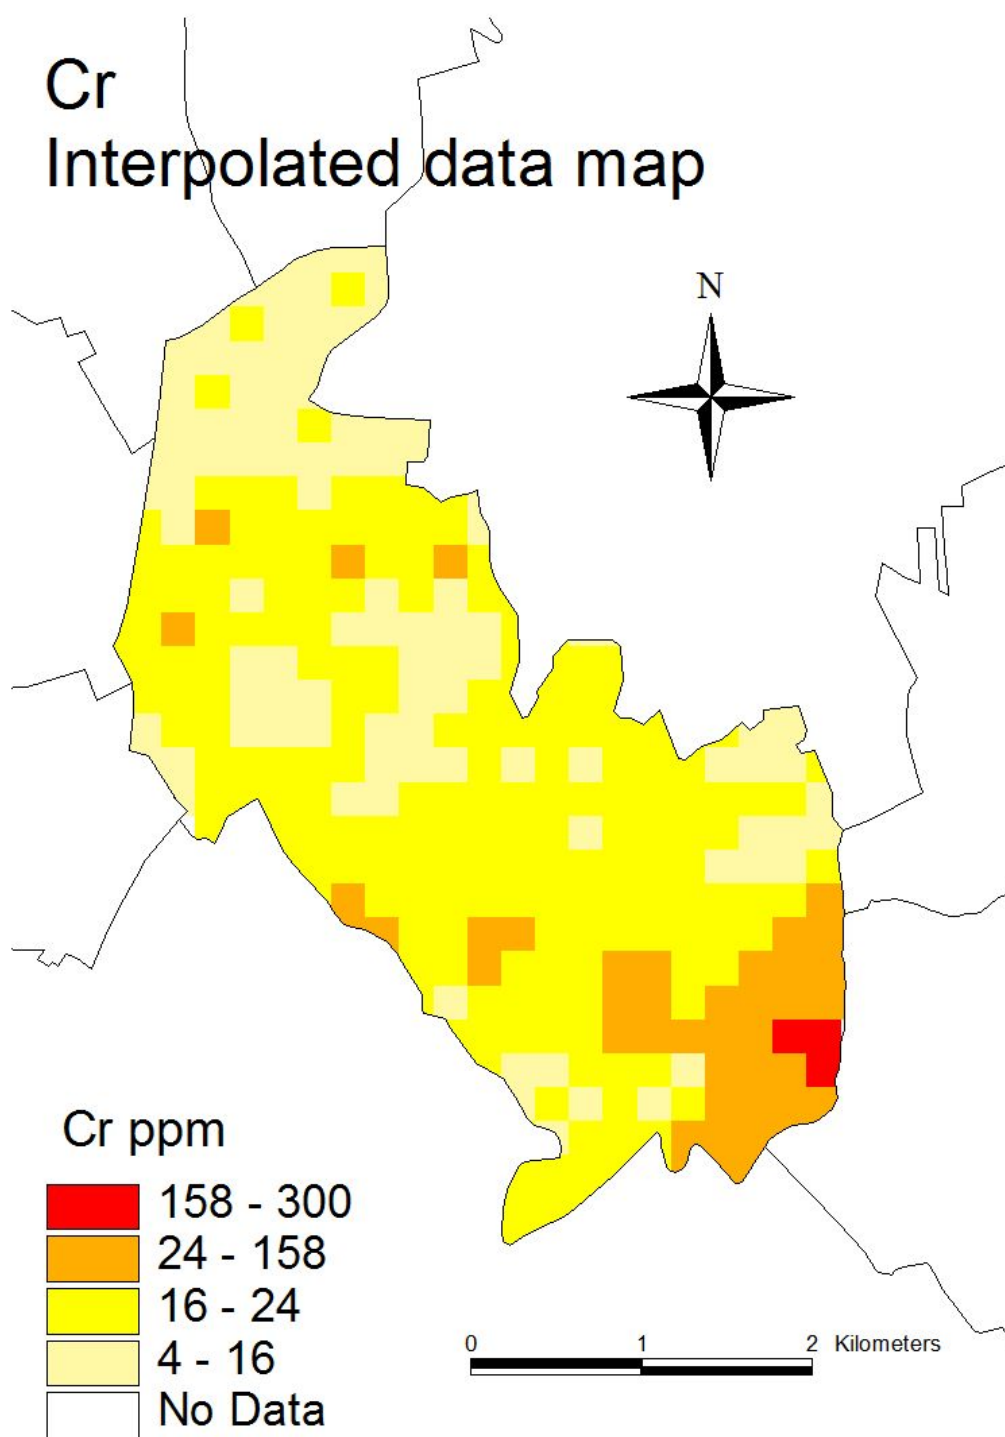 Cr
Interpolated data map
N
Cr ppm
158 - 300
24 - 158
16 - 24
4 - 16
No Data
0 1 2 Kilometers